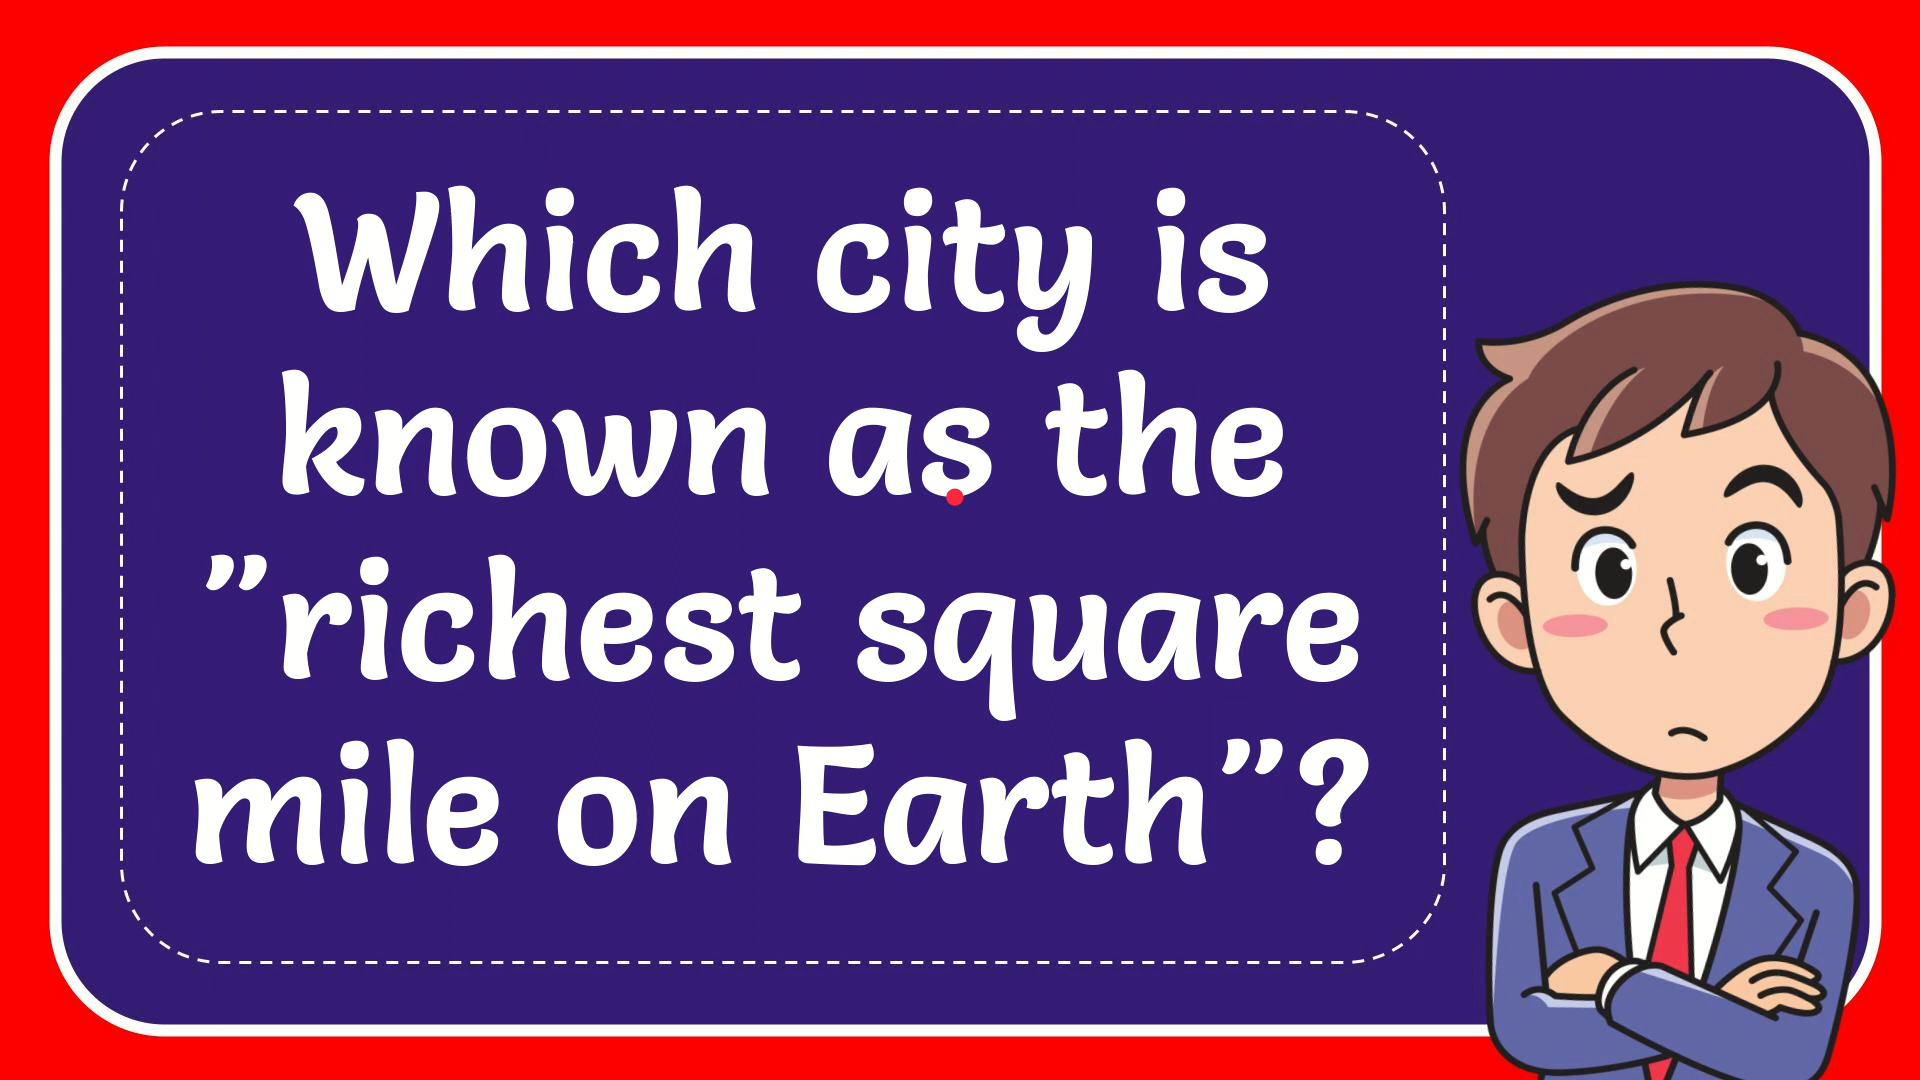 Which city is
known as the
”richest square
mile on Earth”?